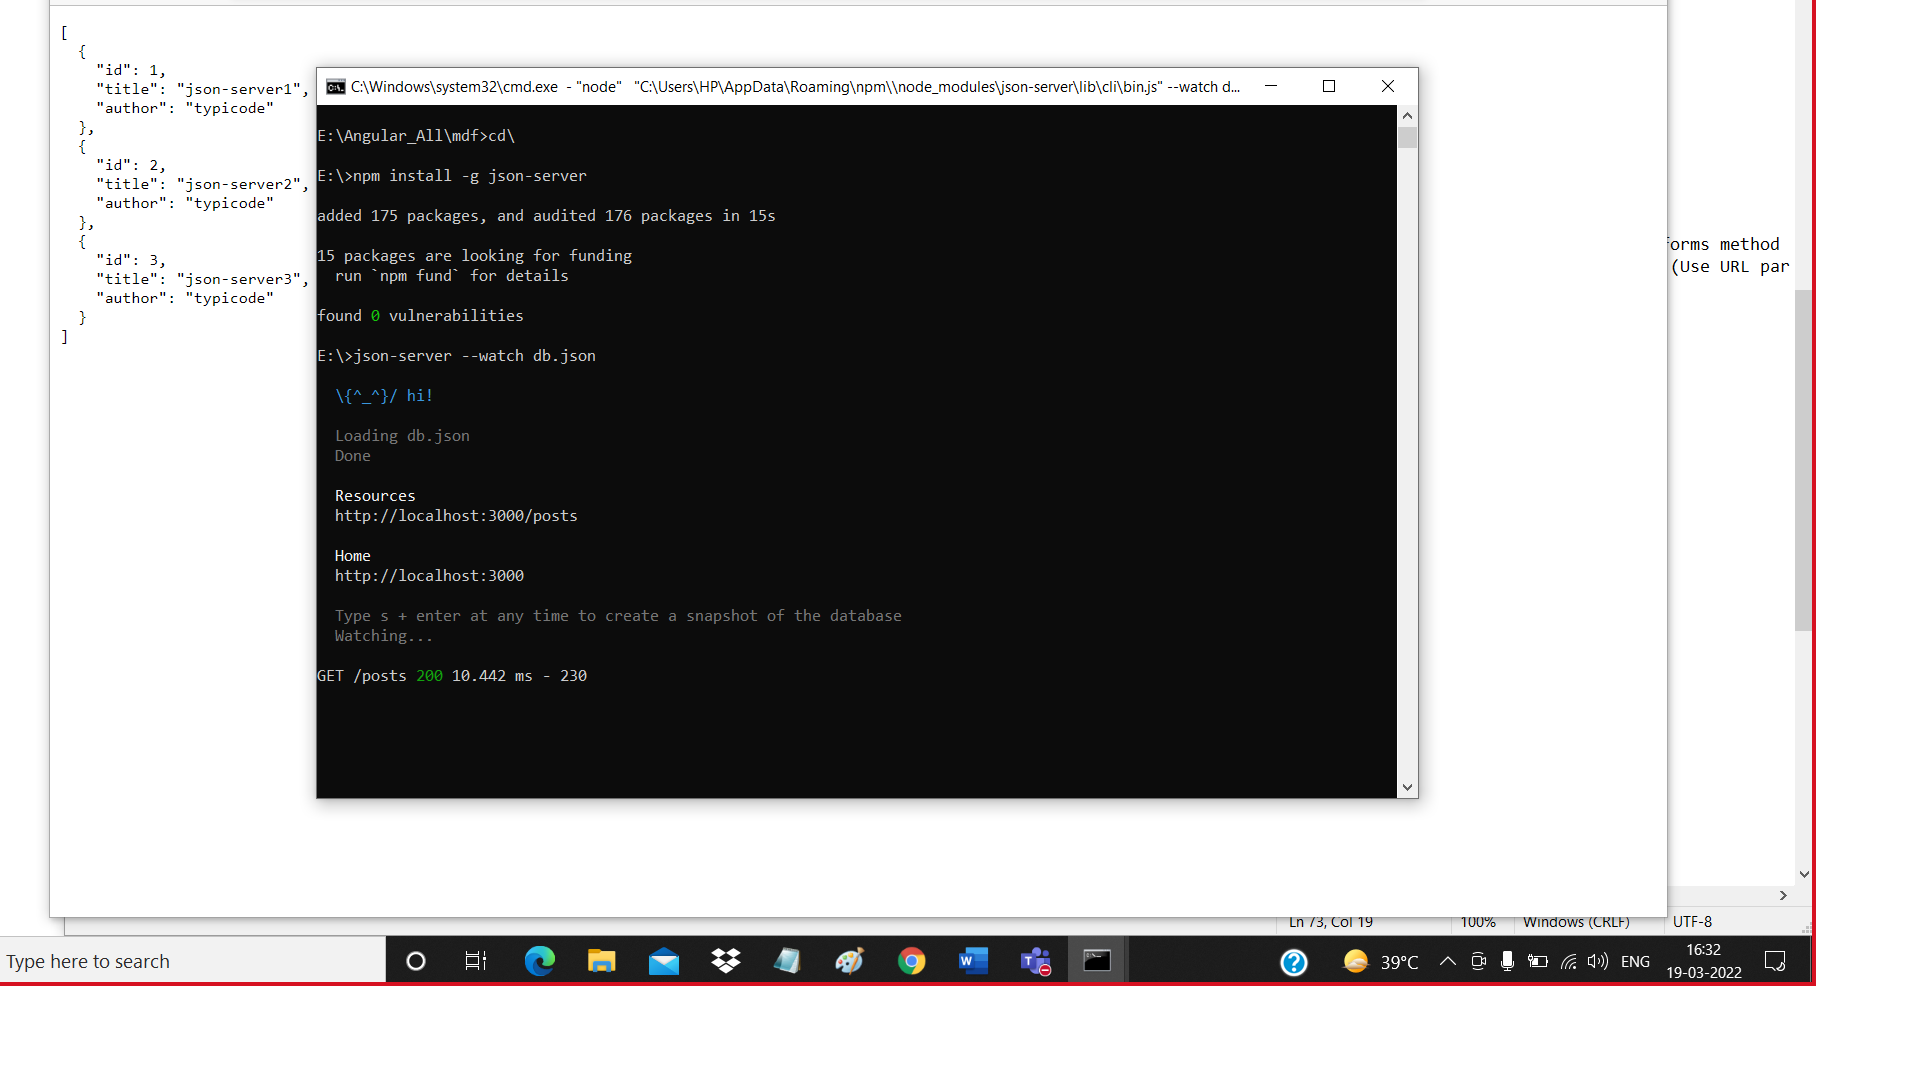 [
{
"id": 1,
"title": "json-server1",
"author": "typicode"
},
{
"id": 2,
"title": "json-server2",
"author": "typicode"
},
{
"id": 3,
"title": "json-server3",
"author": "typicode"
}
]
C:\Windows\system32\cmd.exe - "node" "C:\Users\HP\AppData\Roaming\npm\\node_modules\json-server\lib\cli\bin.js" --watch d...
E:\Angular_All\mdf>cd\
E:\>npm install -g json-server
added 175 packages, and audited 176 packages in 15s
15 packages are looking for funding
run `npm fund` for details
found 0 vulnerabilities
E:\>json-server --watch db.json
\{^_^}/ hi!
Loading db.json
Done
Resources
http://localhost:3000/posts
Home
http://localhost:3000
Type s + enter at any time to create a snapshot of the database
Watching...
GET /posts 200 10.442 ms - 230
forms method
(Use URL par
Ln 73, Col 19
100%
Windows (CRLF)
UTF-8
Type here to search
39°C
ENG
16:32
19-03-2022